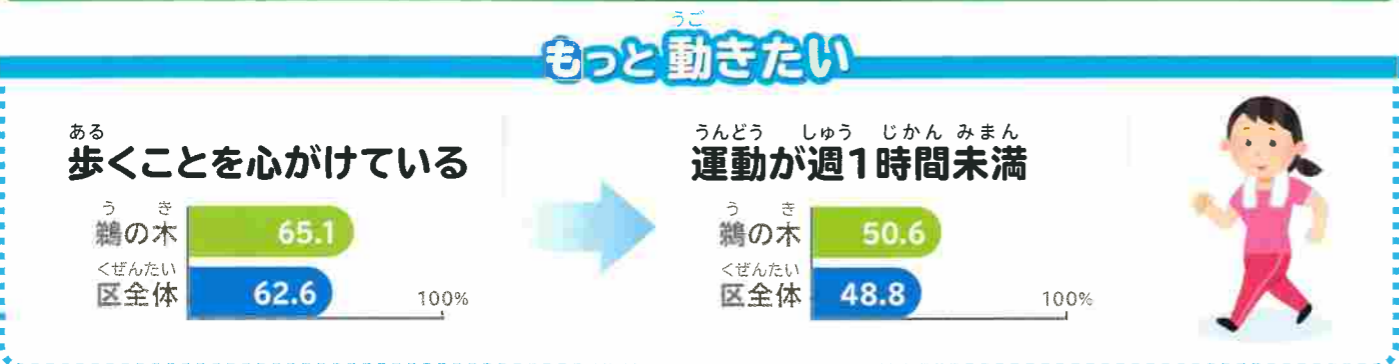 うご
もっと動きたい
ある
歩くことを心がけている
う き
鵜の木 65.1
くぜんたい
区全体 62.6 100%
うんどう しゅう じかん みまん
運動が週1時間未満
う き
鵜の木 50.6
くぜんたい
区全体 48.8 100%